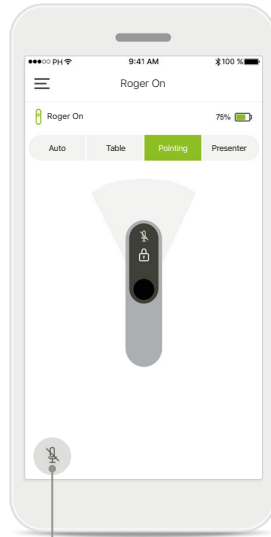 PH 9:41 AM 100 %
Roger On
Roger On 75%
Auto Table Pointing Presenter